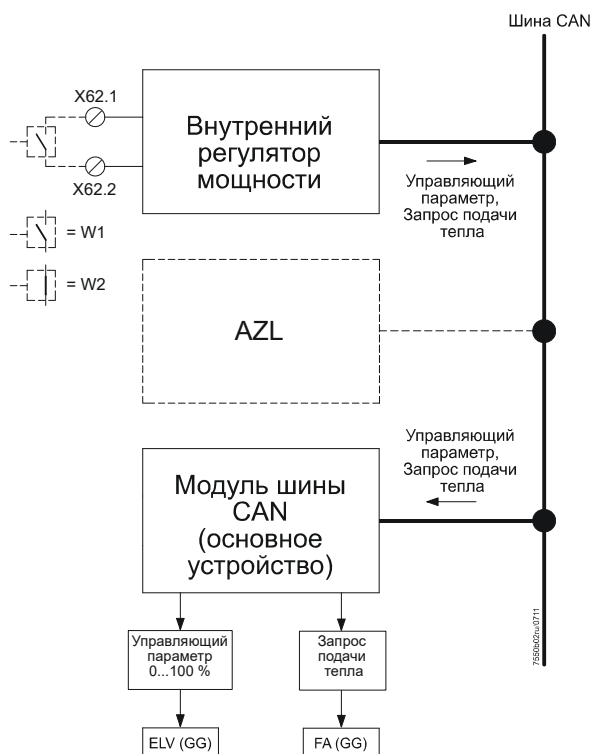 Шина CAN
X62.1
X62.2
Внутренний
регулятор
мощности
Управляющий
параметр,
Запрос подачи
тепла
= W1
= W2
AZL
Управляющий
параметр,
Запрос подачи
тепла
Модуль шины
CAN
(основное
устройство)
Управляющий
параметр
0...100 %
Запрос
подачи
тепла
ELV (GG)
FA (GG)
7550b02ru/0711